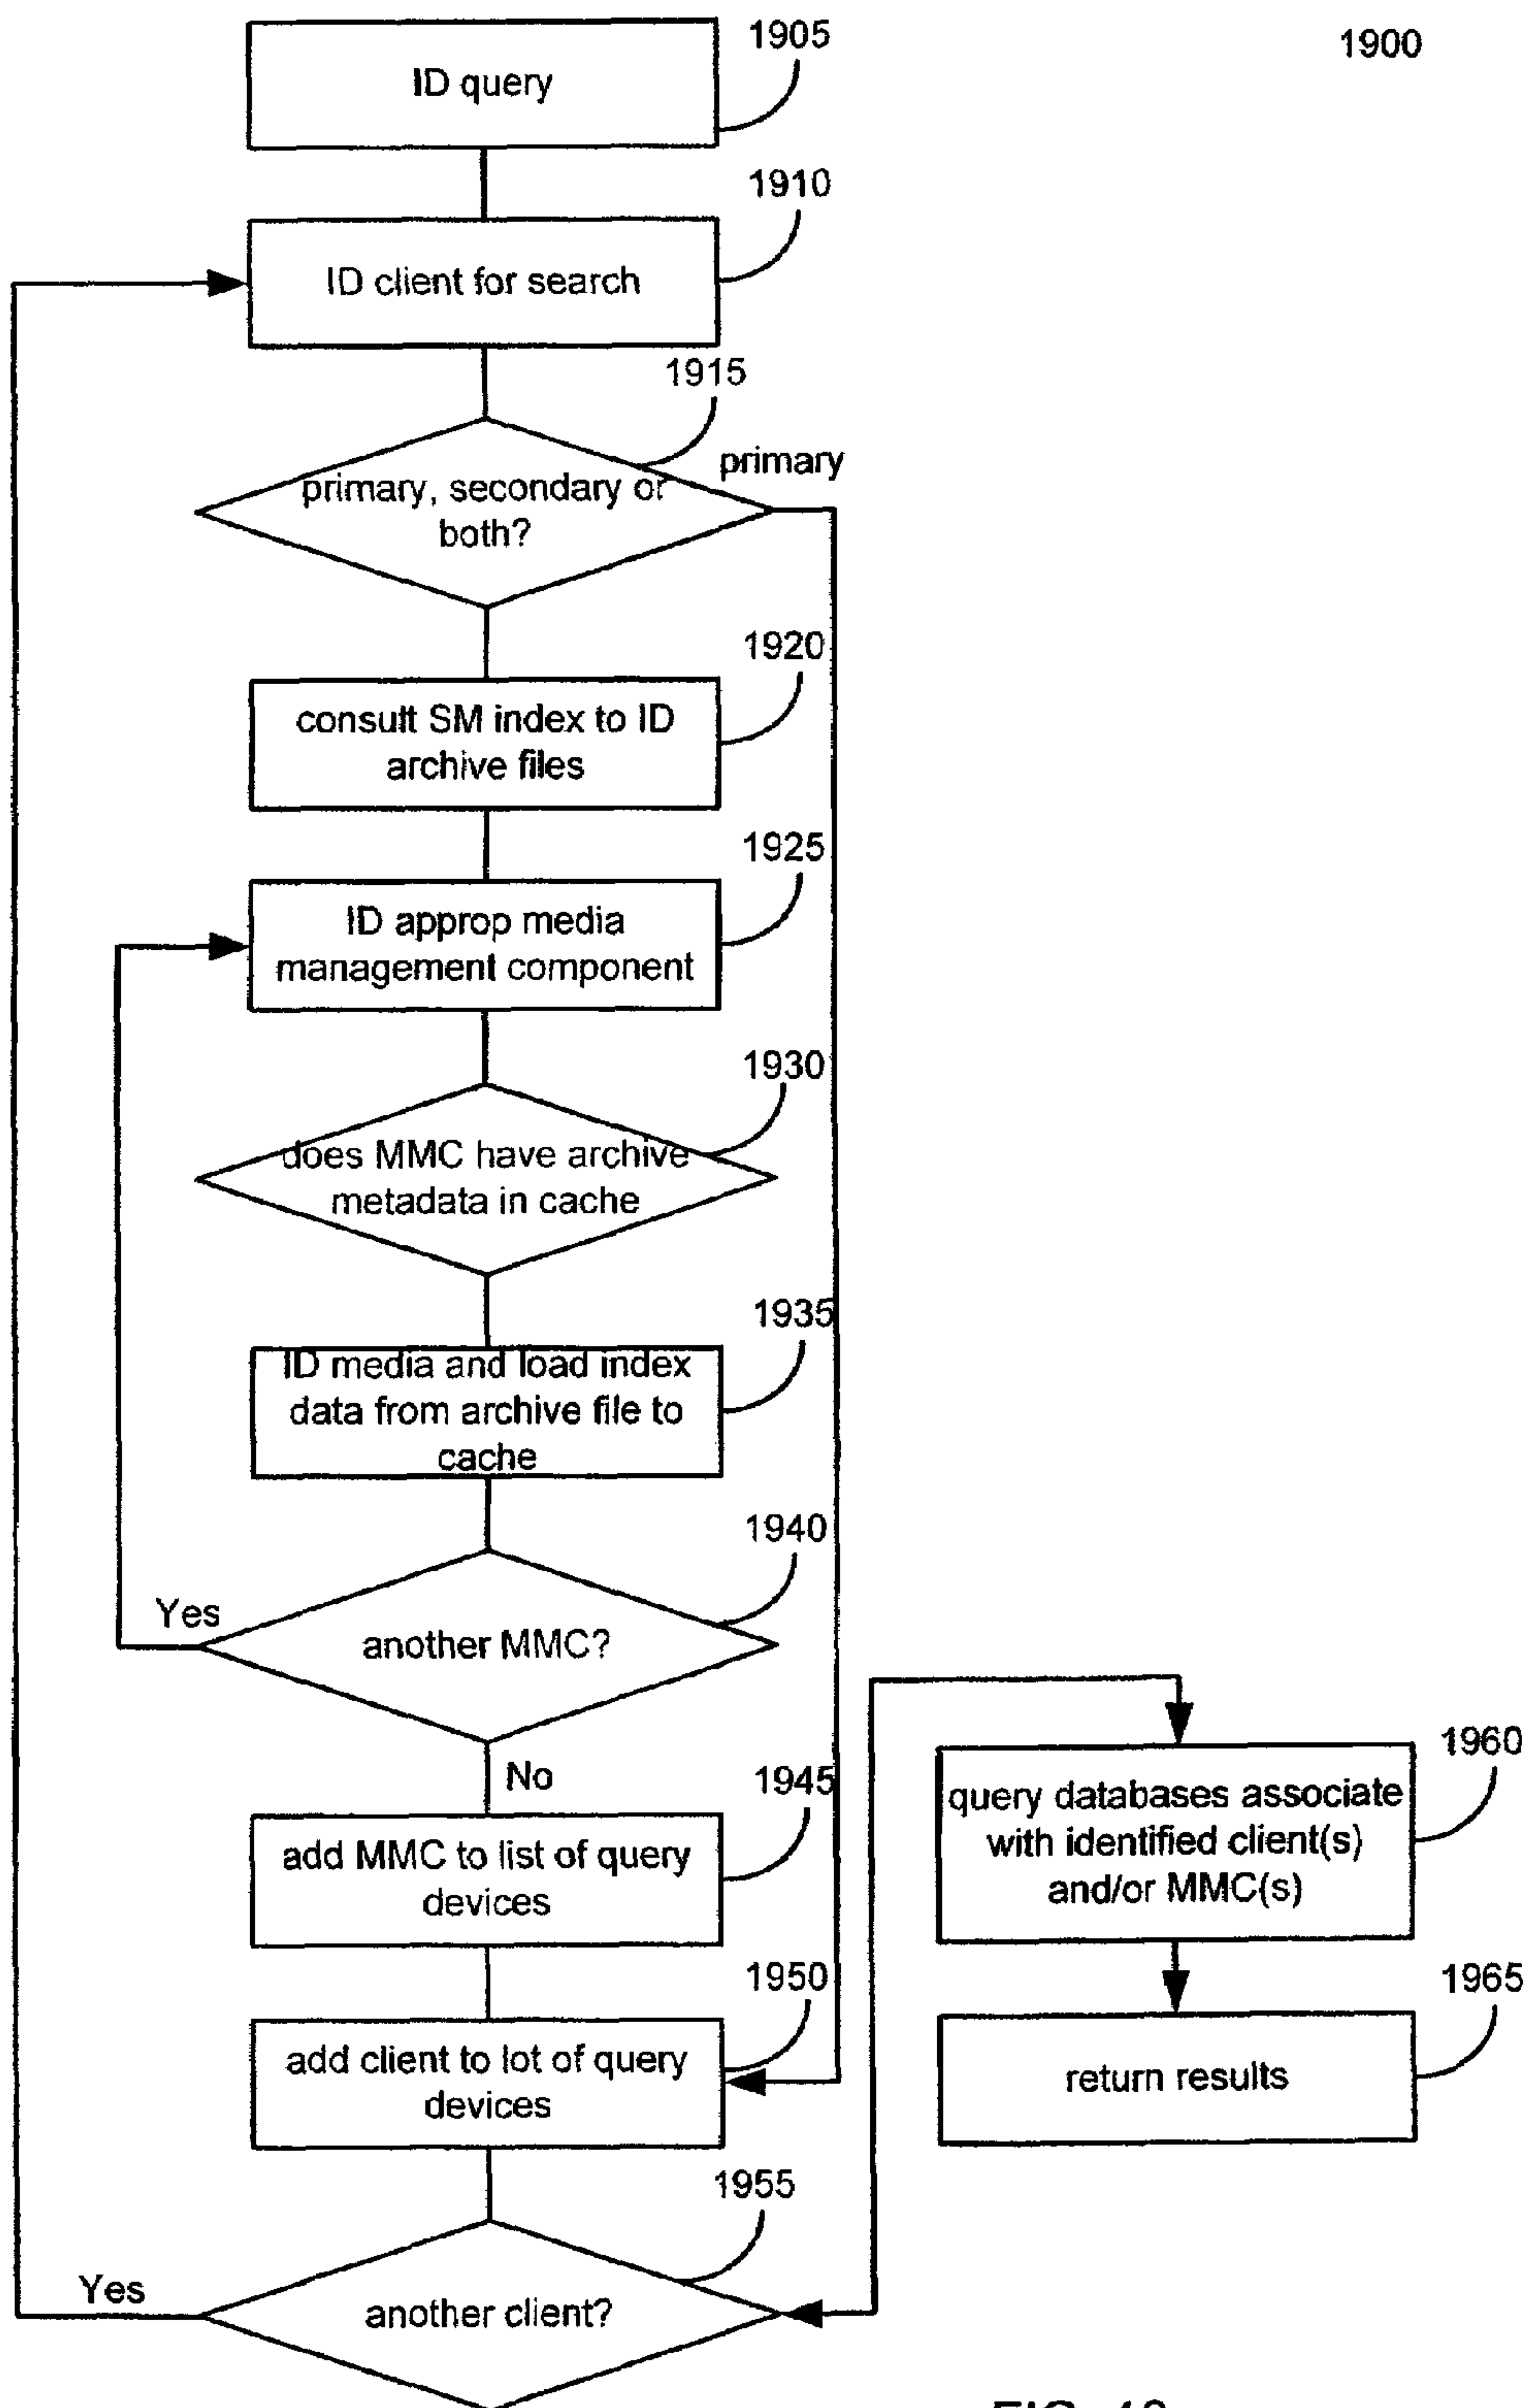 1900
1905
ID query
1910
ID client for search
1915
primary
primary, secondary or
both?
1920
consult SM index to ID
archive files
1925
ID approp media
management component
1930
does MMC have archive
metadata in cache
1935
ID media and load index
data from archive file to
cache
1940
another MMC?
Yes
No
1945
add MMC to list of query
devices
1950
add client to lot of query
devices
1955
another client?
Yes
1960
query databases associate
with identified client(s)
and/or MMC(s)
1965
return results